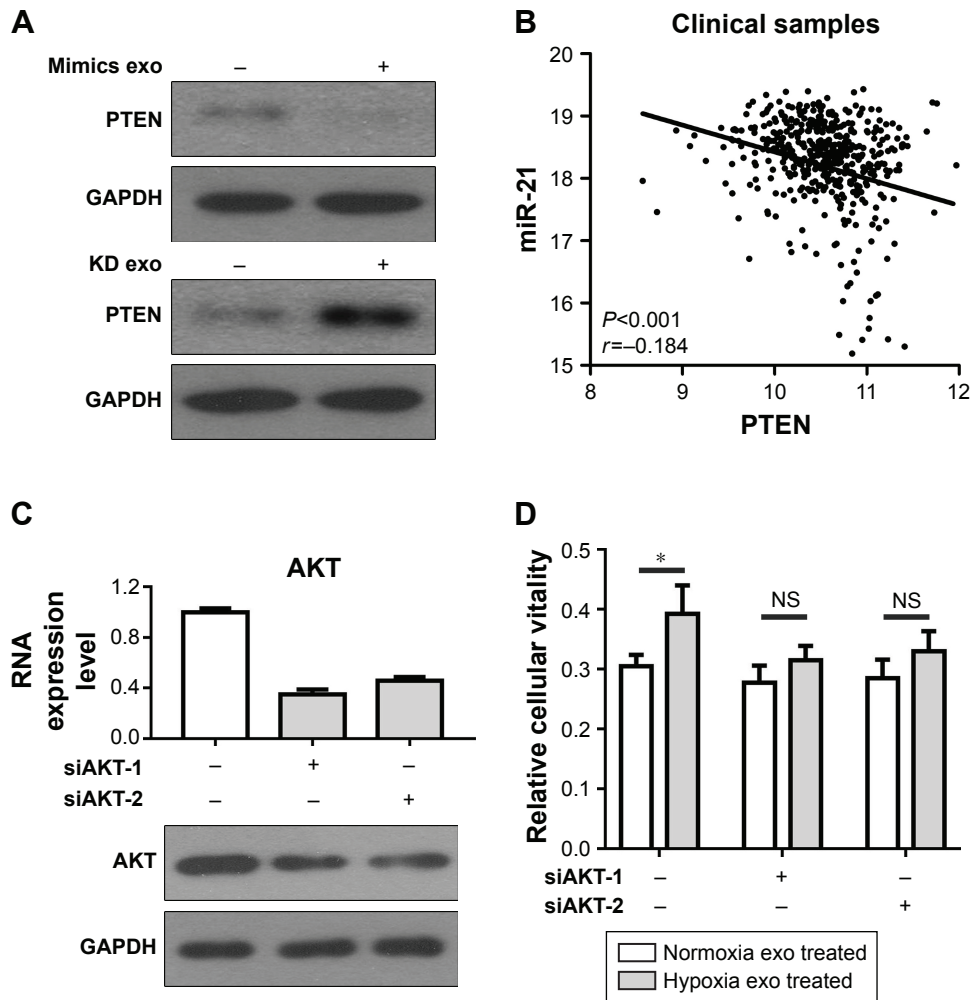 A
Mimics exo – +
PTEN
GAPDH
KD exo – +
PTEN
GAPDH
B
Clinical samples
miR-21
20
19
18
17
16
15
P<0.001
r=–0.184
8 9 10 11 12
PTEN
C
AKT
RNA
expression
level
1.2
0.8
0.4
0.0
siAKT-1 – + –
siAKT-2 – – +
AKT
GAPDH
D
Relative cellular vitality
0.5
0.4
0.3
0.2
0.1
0.0
* NS NS
siAKT-1 – + –
siAKT-2 – – +
Normoxia exo treated
Hypoxia exo treated